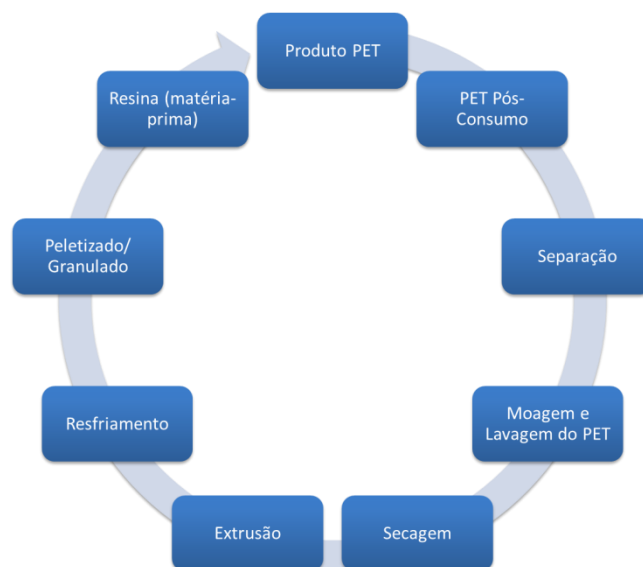 Produto PET
PET Pós-
Consumo
Separação
Moagem e
Lavagem do PET
Secagem
Extrusão
Resfriamento
Peletizado/
Granulado
Resina (matéria-
prima)